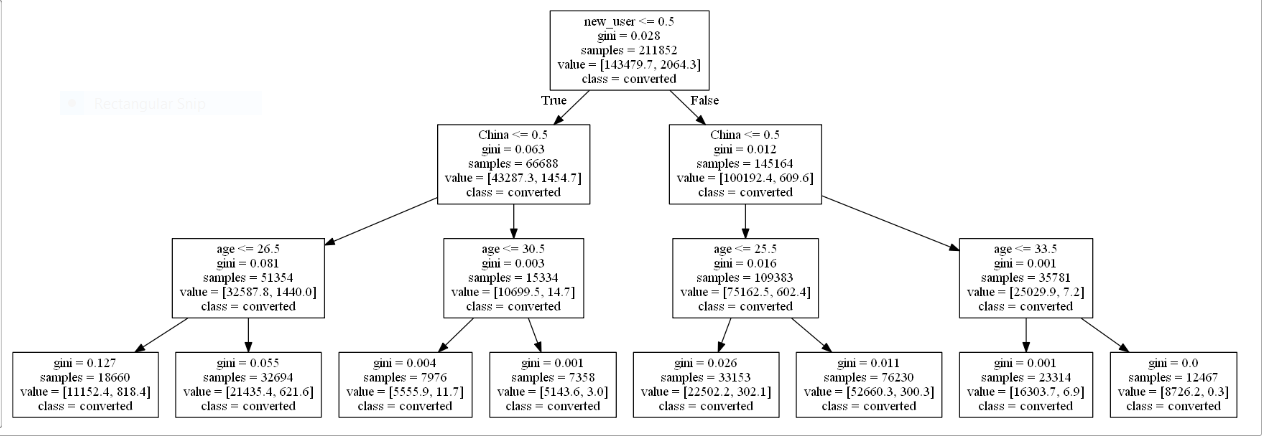 new_user <= 0.5
gini = 0.028
samples = 211852
value = [143479.7, 2064.3]
class = converted
True
False
China <= 0.5
gini = 0.063
samples = 66688
value = [43287.3, 1454.7]
class = converted
China <= 0.5
gini = 0.012
samples = 145164
value = [100192.4, 609.6]
class = converted
Rectangular Snip
age <= 26.5
gini = 0.081
samples = 51354
value = [32587.8, 1440.0]
class = converted
age <= 30.5
gini = 0.003
samples = 15334
value = [10699.5, 14.7]
class = converted
age <= 25.5
gini = 0.016
samples = 109383
value = [75162.5, 602.4]
class = converted
age <= 33.5
gini = 0.001
samples = 35781
value = [25029.9, 7.2]
class = converted
gini = 0.127
samples = 18660
value = [11152.4, 818.4]
class = converted
gini = 0.055
samples = 32694
value = [21435.4, 621.6]
class = converted
gini = 0.004
samples = 7976
value = [5555.9, 11.7]
class = converted
gini = 0.001
samples = 7358
value = [5143.6, 3.0]
class = converted
gini = 0.026
samples = 33153
value = [22502.2, 302.1]
class = converted
gini = 0.011
samples = 76230
value = [52660.3, 300.3]
class = converted
gini = 0.001
samples = 23314
value = [16303.7, 6.9]
class = converted
gini = 0.0
samples = 12467
value = [8726.2, 0.3]
class = converted